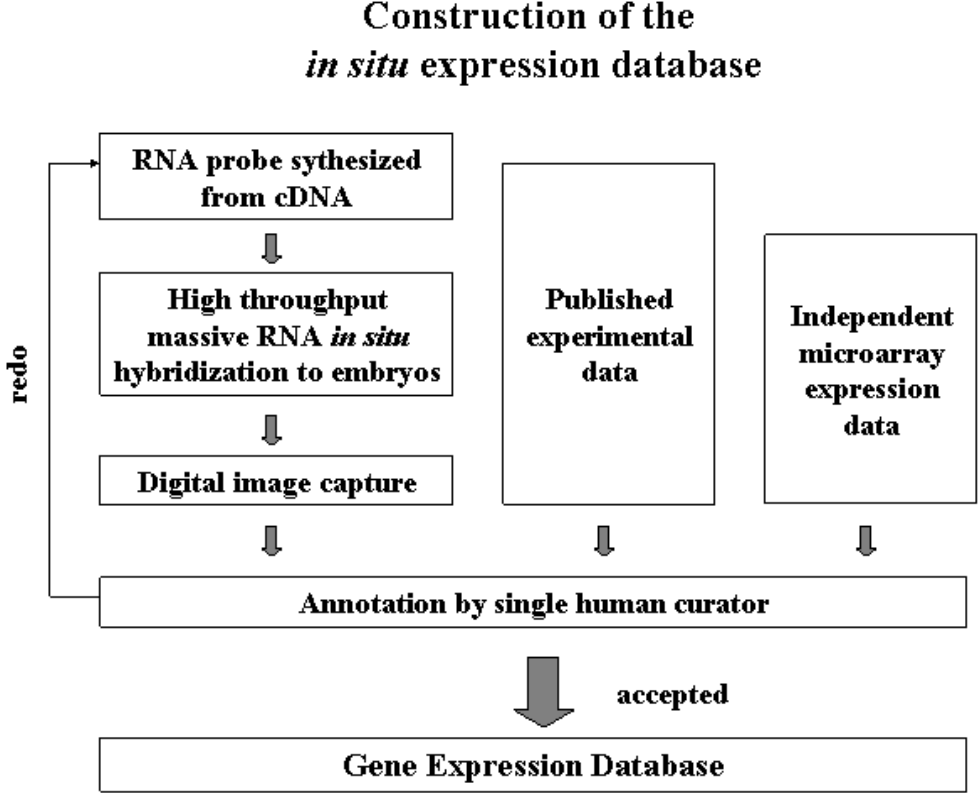 Construction of the
in situ expression database
RNA probe sythesized
from cDNA
High throughput
massive RNA in situ
hybridization to embryos
Digital image capture
redo
Published
experimental
data
Independent
microarray
expression
data
Annotation by single human curator
accepted
Gene Expression Database